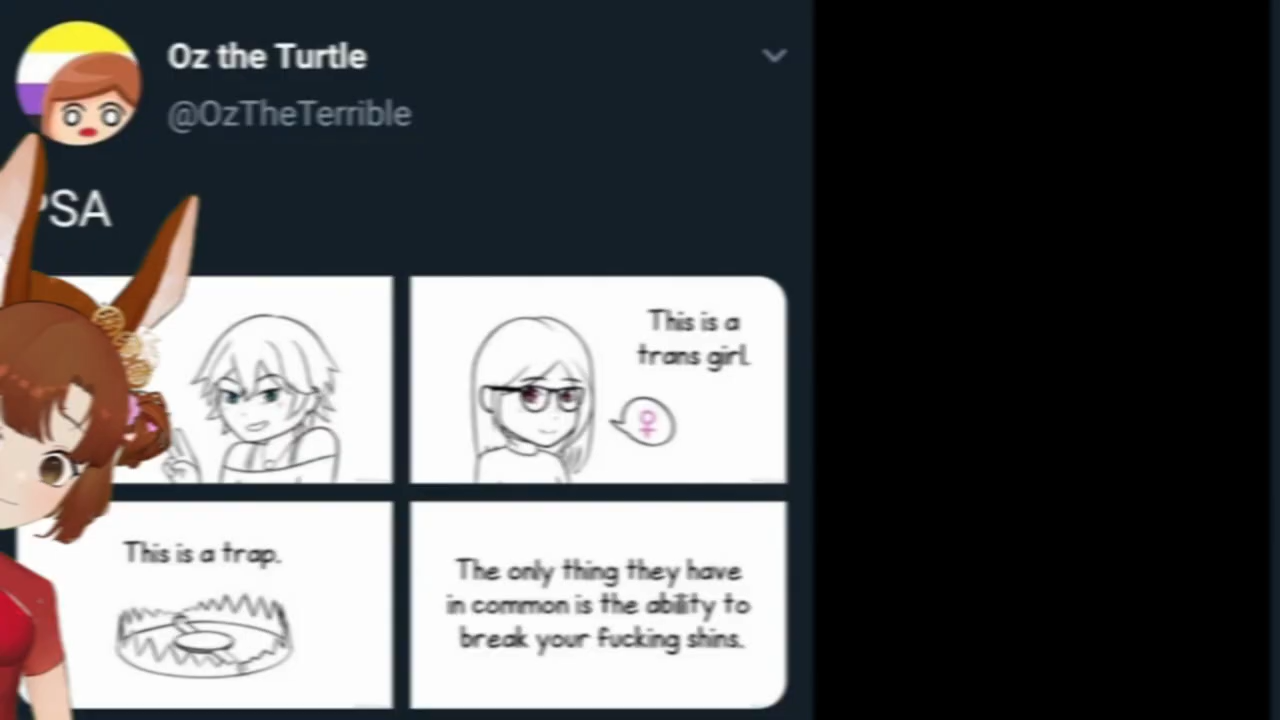 Oz the Turtle
@OzTheTerrible
PSA
This is a
trans girl.
This is a trap.
The only thing they have
in common is the ability to
break your fucking shins.